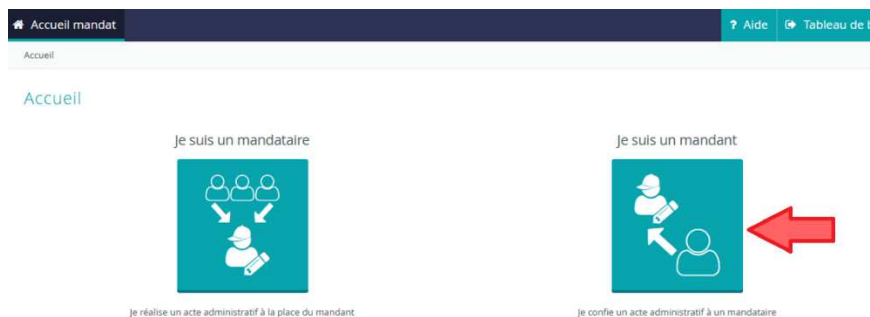 Accueil mandat
? Aide
Tableau de
Accueil
Accueil
Je suis un mandataire
Je suis un mandant
Je réalise un acte administratif à la place du mandant
Je confie un acte administratif à un mandataire